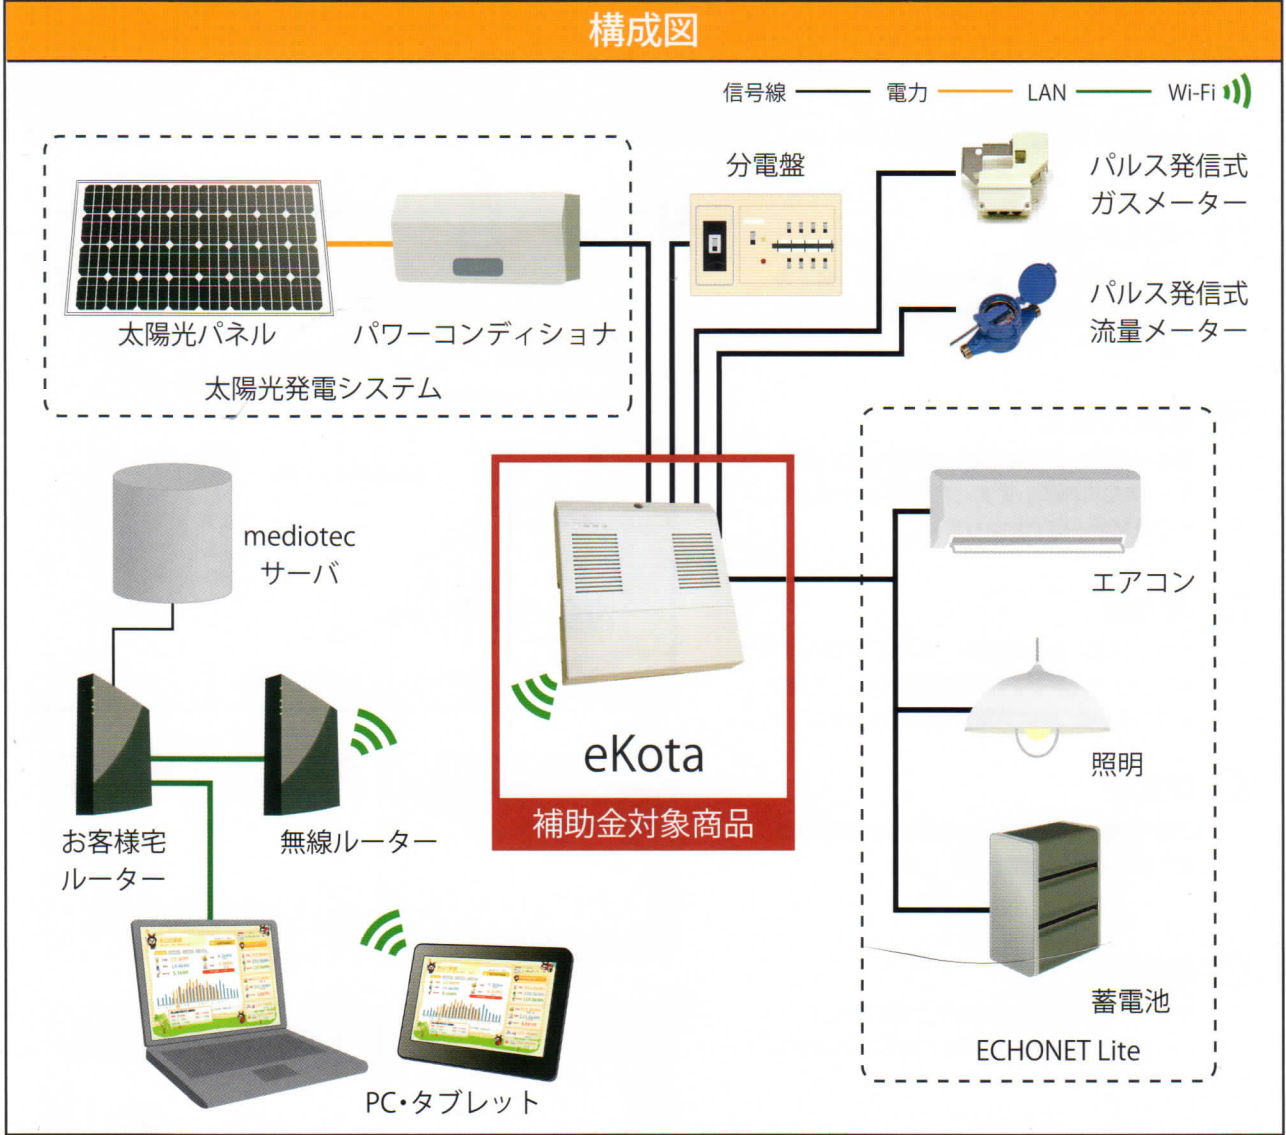 構成図
信号線
電力
LAN
Wi-Fi
分電盤
パルス発信式
ガスメーター
パルス発信式
流量メーター
太陽光パネル
パワーコンディショナ
太陽光発電システム
mediotec
サーバ
エアコン
eKota
補助金対象商品
照明
お客様宅
ルーター
無線ルーター
蓄電池
ECHONET Lite
PC・タブレット